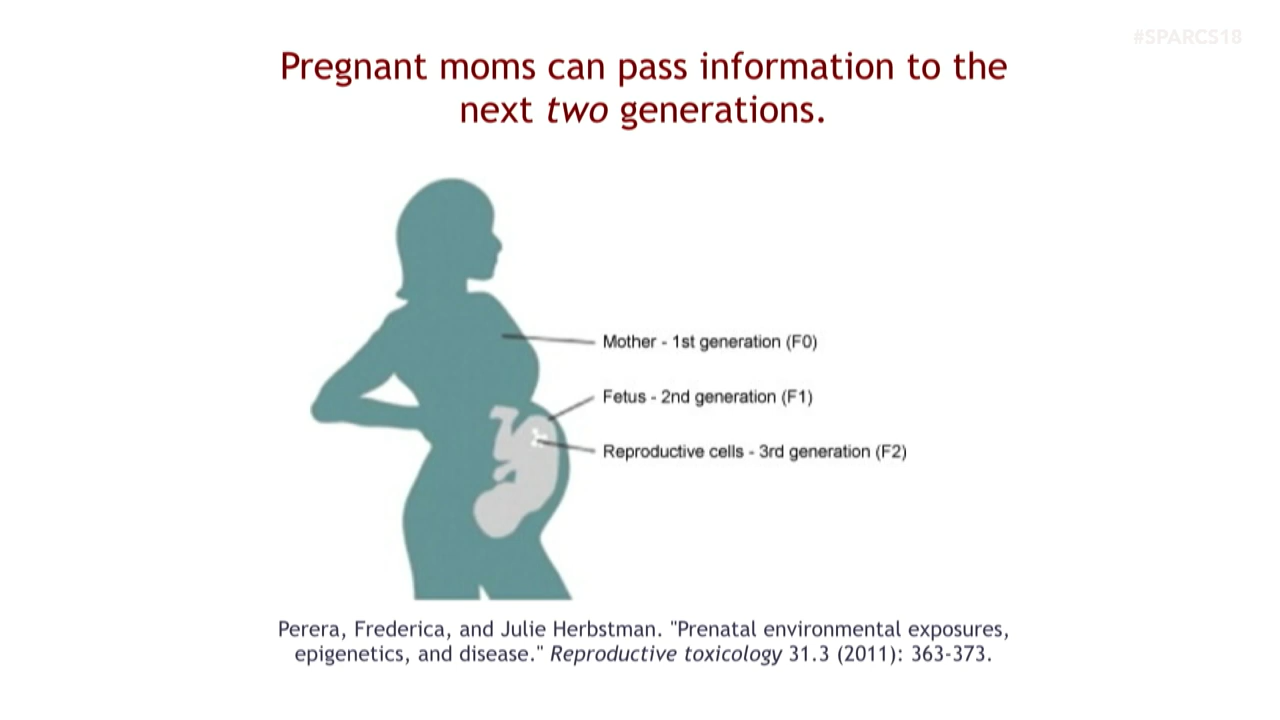 #SPARCS18
Pregnant moms can pass information to the
next two generations.
Mother - 1st generation (F0)
Fetus - 2nd generation (F1)
Reproductive cells - 3rd generation (F2)
Perera, Frederica, and Julie Herbstman. "Prenatal environmental exposures,
epigenetics, and disease." Reproductive toxicology 31.3 (2011): 363-373.